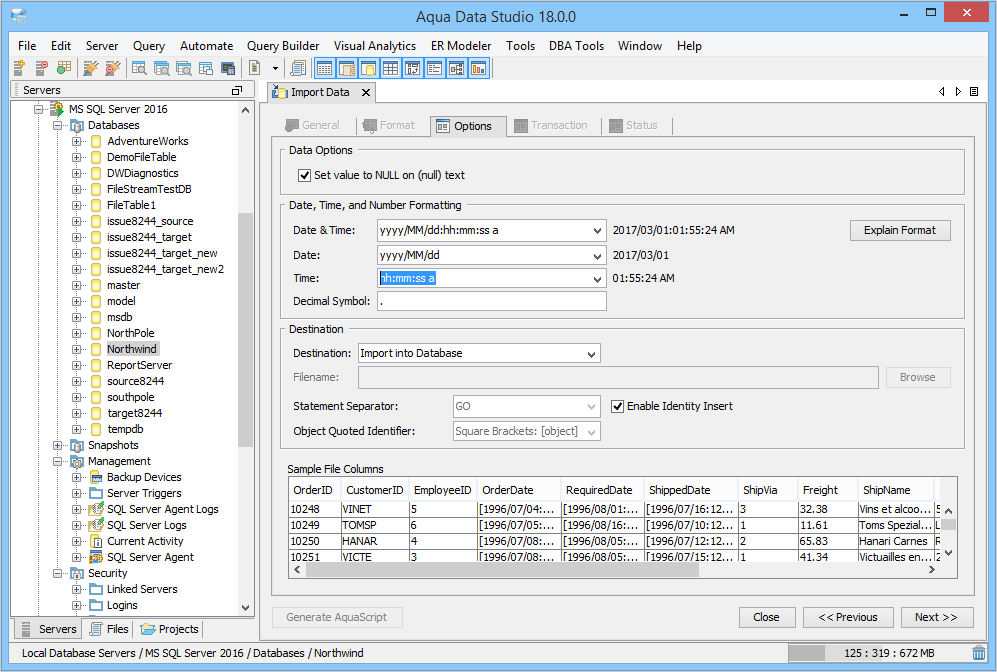 Aqua Data Studio 18.0.0
File Edit Server Query Automate Query Builder Visual Analytics ER Modeler Tools DBA Tools Window Help
Servers
MS SQL Server 2016
Databases
AdventureWorks
DemoFileTable
DWDiagnostics
FileStreamTestDB
FileTable1
issue8244_source
issue8244_target
issue8244_target_new
issue8244_target_new2
master
model
msdb
NorthPole
Northwind
ReportServer
source8244
southpole
target8244
tempdb
Snapshots
Management
Backup Devices
Server Triggers
SQL Server Agent Logs
SQL Server Logs
Current Activity
SQL Server Agent
Security
Linked Servers
Logins
Servers Files Projects
Import Data
General Format Options Transaction Status
Data Options
Set value to NULL on (null) text
Date, Time, and Number Formatting
Date & Time: yyyy/MM/dd:hh:mm:ss a 2017/03/01:01:55:24 AM Explain Format
Date: yyyy/MM/dd 2017/03/01
Time: hh:mm:ss a 01:55:24 AM
Decimal Symbol: .
Destination
Destination: Import into Database
Filename: Browse
Statement Separator: GO Enable Identity Insert
Object Quoted Identifier: Square Brackets: [object]
Sample File Columns
OrderID CustomerID EmployeeID OrderDate RequiredDate ShippedDate ShipVia Freight ShipName
10248 VINET 5 [1996/07/04:... [1996/08/01:... [1996/07/16:12... 3 32.38 Vins et alcoo... 5
10249 TOMSP 6 [1996/07/05:... [1996/08/16:... [1996/07/10:12... 1 11.61 Toms Spezial... L
10250 HANAR 4 [1996/07/08:... [1996/08/05:... [1996/07/12:12... 2 65.83 Hanari Carnes R
10251 VICTE 3 [1996/07/08:... [1996/08/05:... [1996/07/15:12... 1 41.34 Victuailles en... 2
Generate AquaScript Close << Previous Next >>
Local Database Servers / MS SQL Server 2016 / Databases / Northwind 125 : 319 : 672 MB